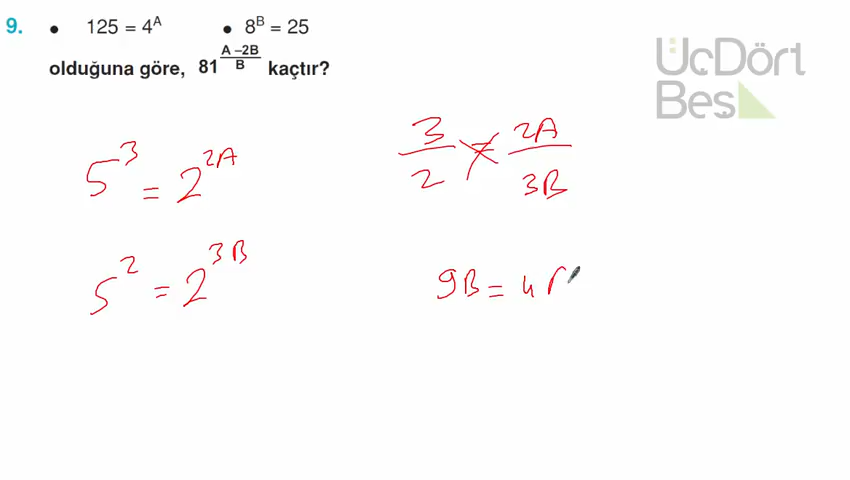 9. • 125 = 4^A • 8^B = 25
olduğuna göre, 81^((A −2B)/B) kaçtır?
ÜçDört
Beş
5^3 = 2^2A
3/2 = 2A/3B
5^2 = 2^3B
9B = 4